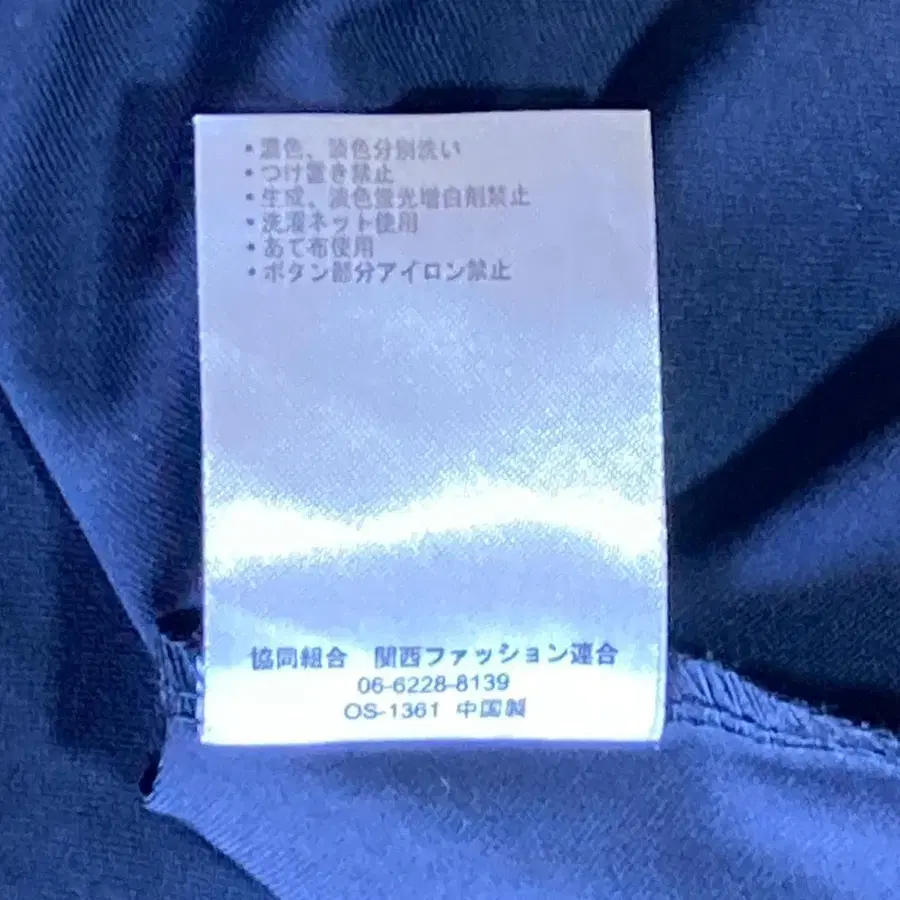 ・濃色、淡色分別洗い
・つけ置き禁止
・生成、淡色蛍光増白剤禁止
・洗濯ネット使用
・あて布使用
・ボタン部分アイロン禁止
協同組合 関西ファッション連合
06-6228-8139
OS-1361 中国製